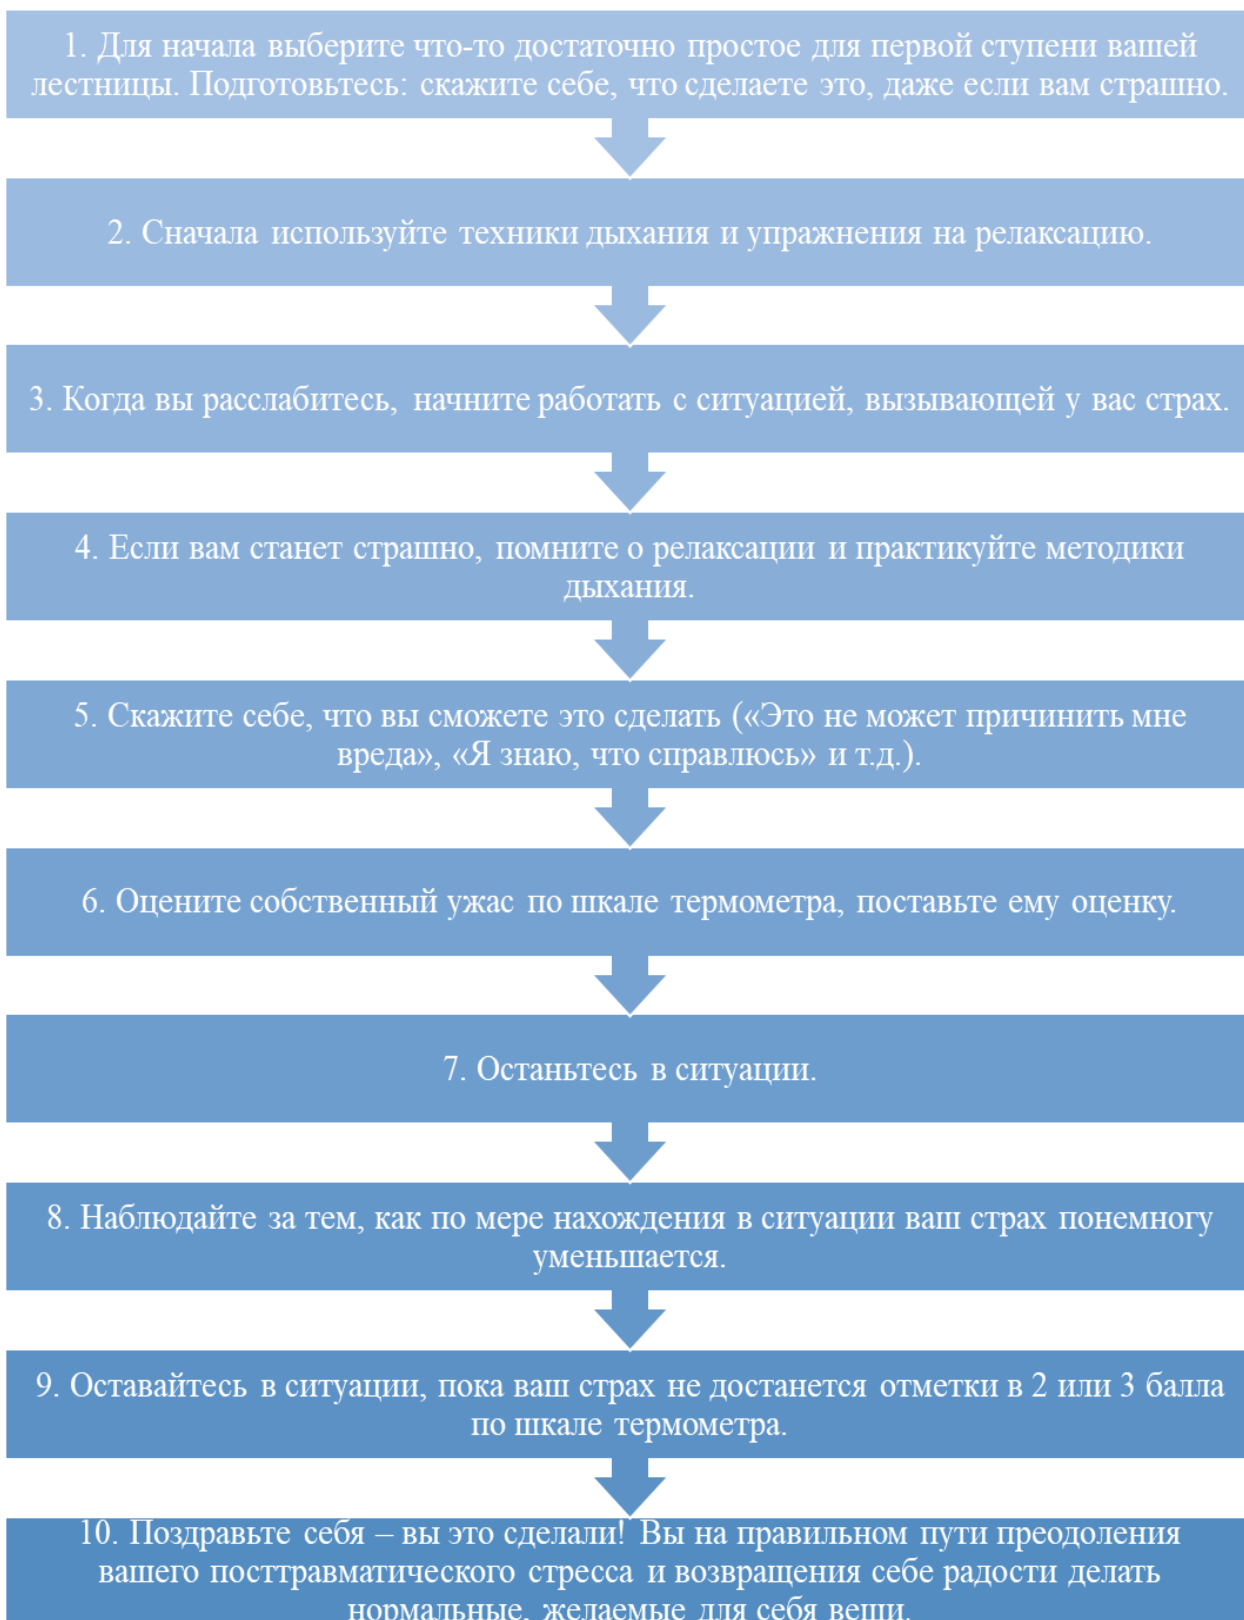 1. Для начала выберите что-то достаточно простое для первой ступени вашей
лестницы. Подготовьтесь: скажите себе, что сделаете это, даже если вам страшно.
2. Сначала используйте техники дыхания и упражнения на релаксацию.
3. Когда вы расслабитесь, начните работать с ситуацией, вызывающей у вас страх.
4. Если вам станет страшно, помните о релаксации и практикуйте методики
дыхания.
5. Скажите себе, что вы сможете это сделать («Это не может причинить мне
вреда», «Я знаю, что справлюсь» и т.д.).
6. Оцените собственный ужас по шкале термометра, поставьте ему оценку.
7. Останьтесь в ситуации.
8. Наблюдайте за тем, как по мере нахождения в ситуации ваш страх понемногу
уменьшается.
9. Оставайтесь в ситуации, пока ваш страх не достанется отметки в 2 или 3 балла
по шкале термометра.
10. Поздравьте себя – вы это сделали! Вы на правильном пути преодоления
вашего посттравматического стресса и возвращения себе радости делать
нормальные, желаемые для себя вещи.